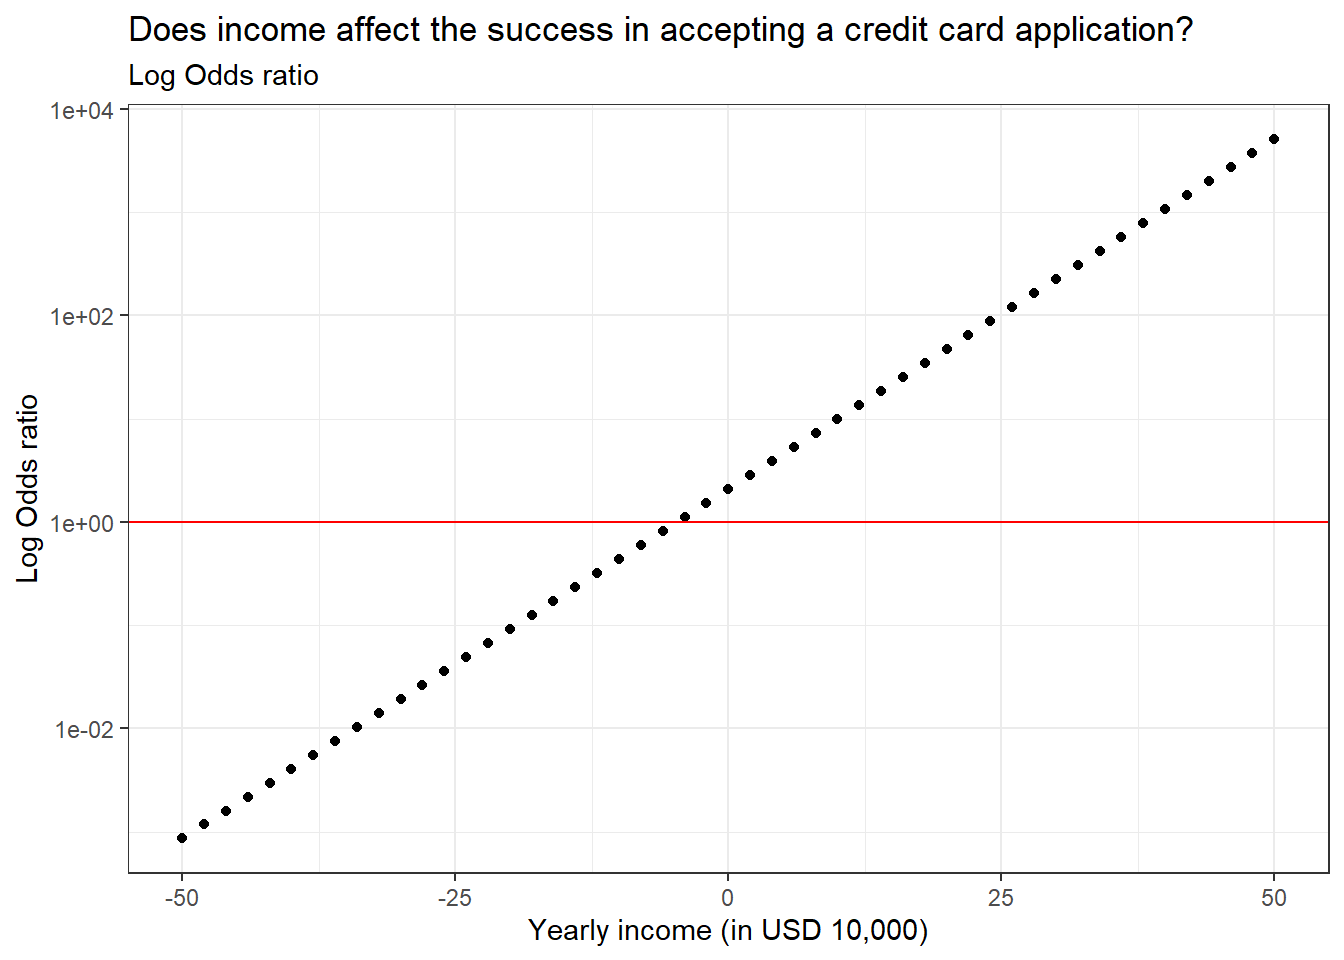 Does income affect the success in accepting a credit card application?
Log Odds ratio
1e+04
1e+02
1e+00
1e-02
Log Odds ratio
-50
-25
0
25
50
Yearly income (in USD 10,000)